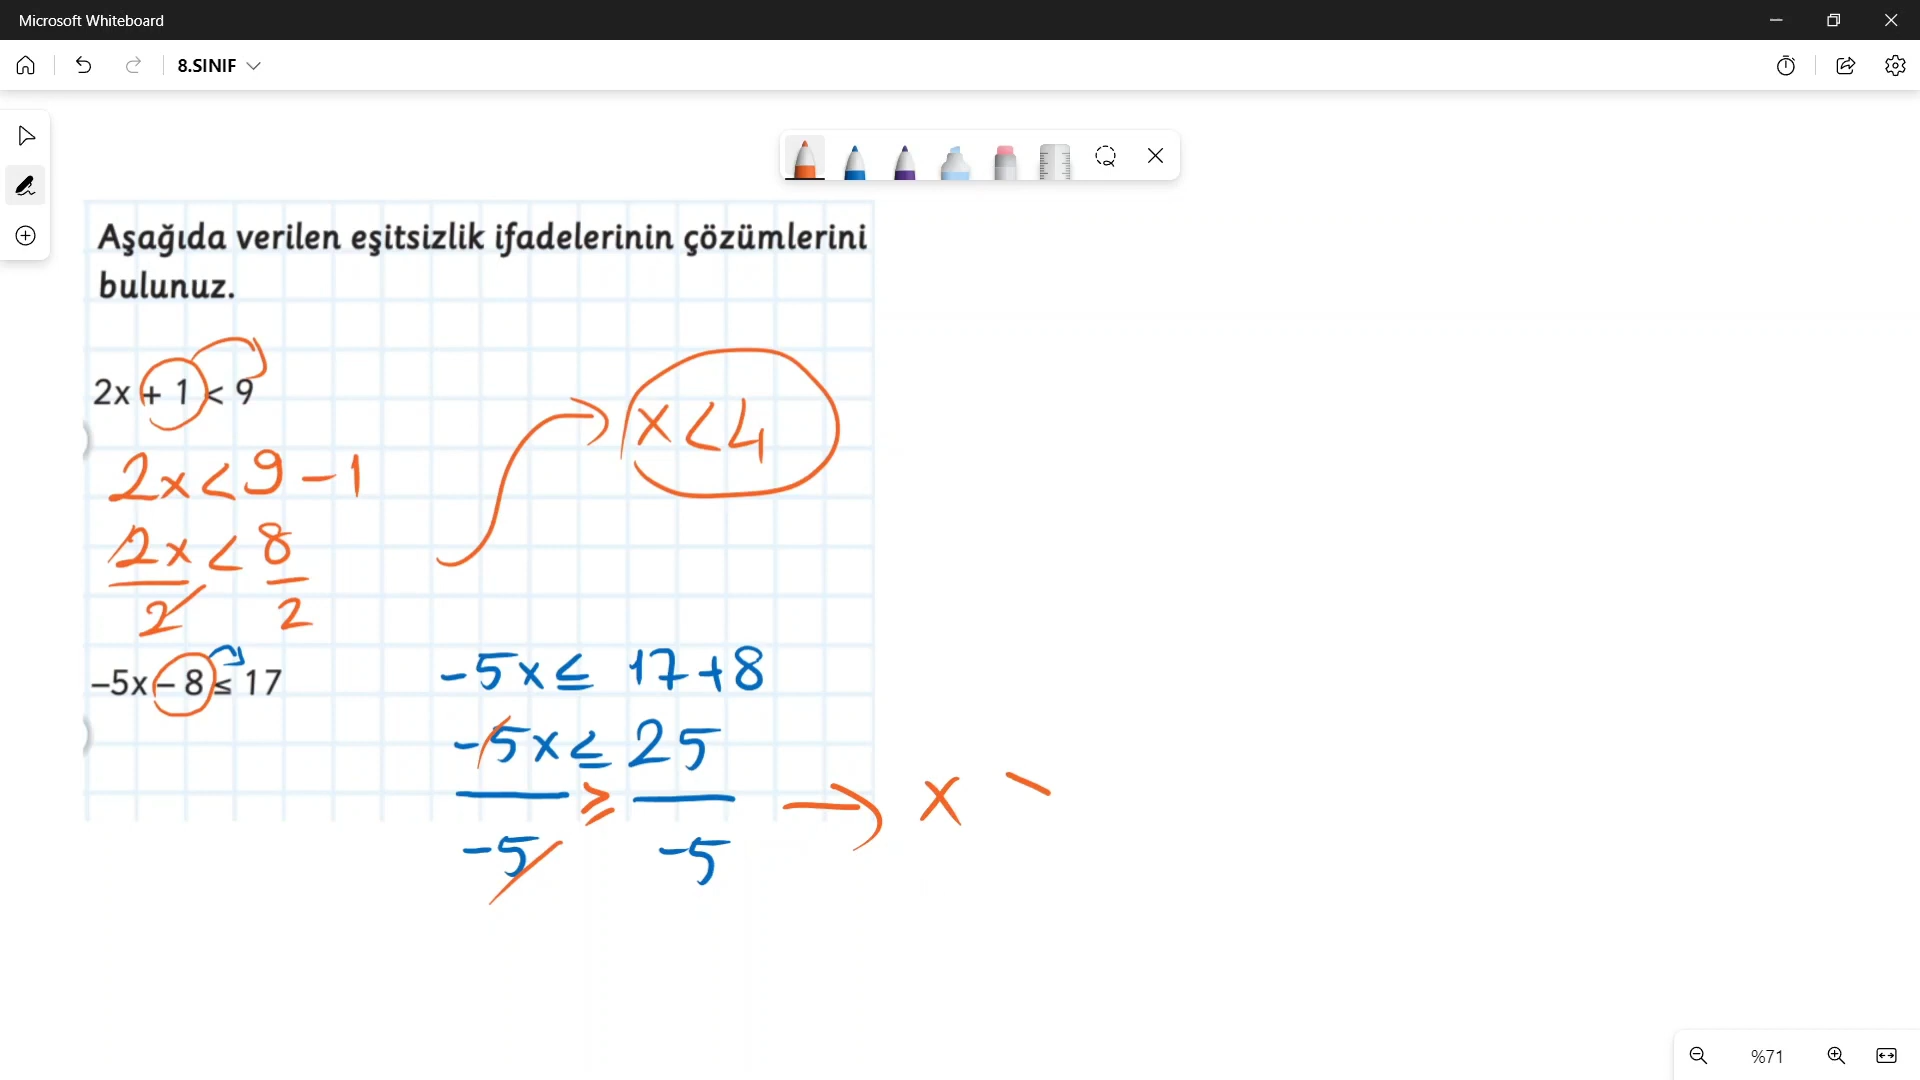 Microsoft Whiteboard
8.SINIF
Aşağıda verilen eşitsizlik ifadelerinin çözümlerini
bulunuz.
2x + 1 < 9
2x < 9 - 1
2x < 8
2 2
x < 4
-5x - 8 ≤ 17
-5x ≤ 17 + 8
-5x ≤ 25
≥
-5 -5
→ x
%71